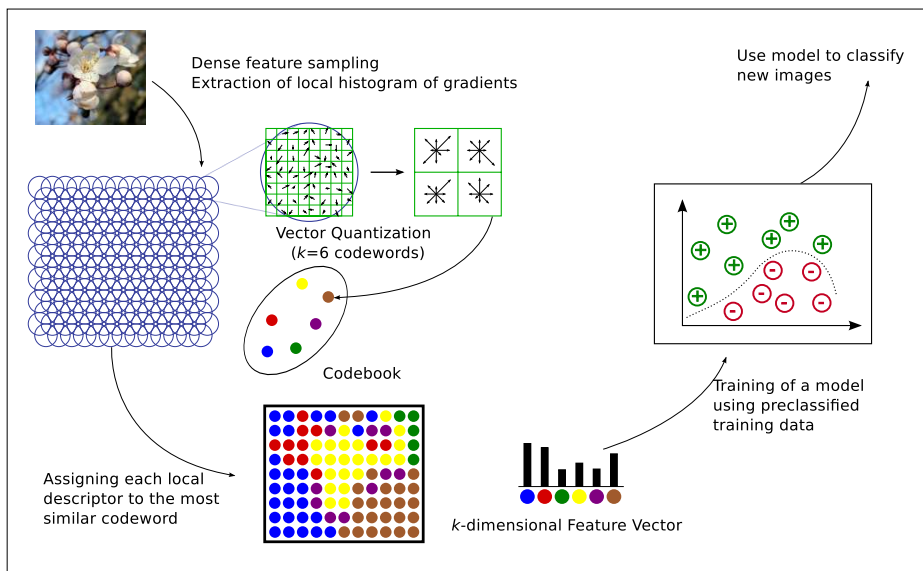 Dense feature sampling
Extraction of local histogram of gradients
Use model to classify
new images
Vector Quantization
(k=6 codewords)
Codebook
Training of a model
using preclassified
training data
Assigning each local
descriptor to the most
similar codeword
k-dimensional Feature Vector